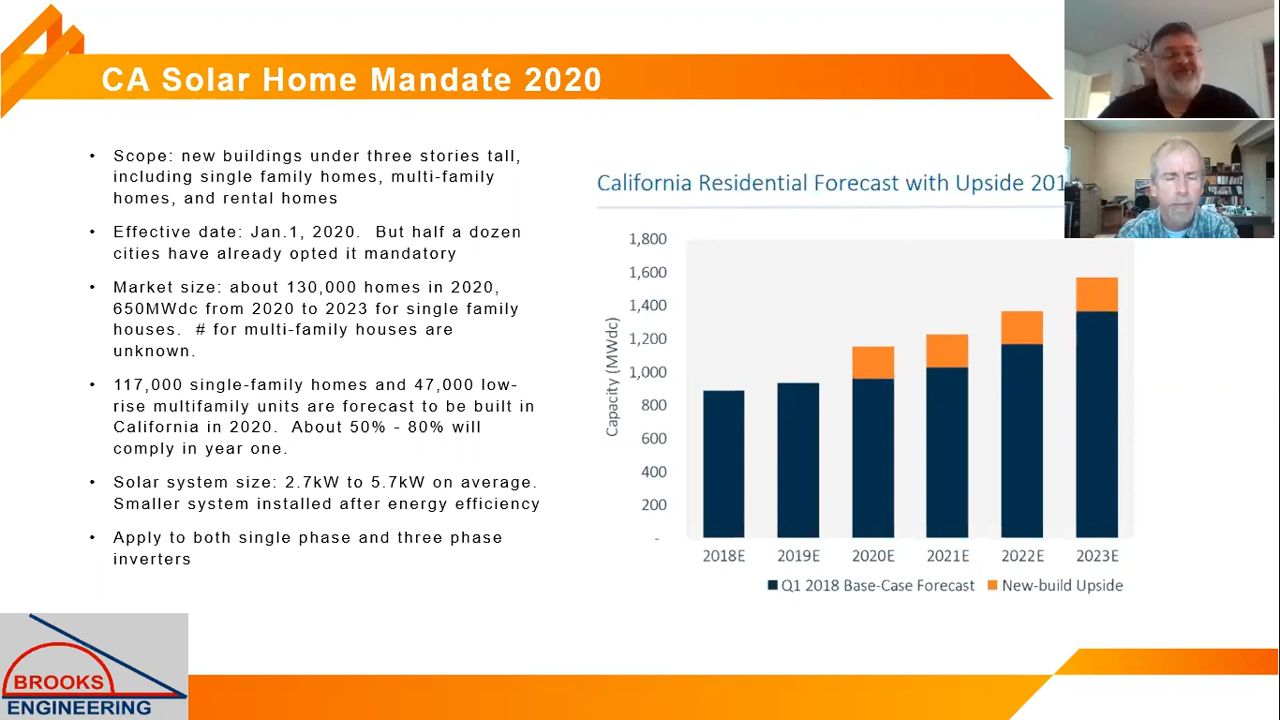 CA Solar Home Mandate 2020
• Scope: new buildings under three stories tall,
including single family homes, multi-family
homes, and rental homes
• Effective date: Jan.1, 2020. But half a dozen
cities have already opted it mandatory
• Market size: about 130,000 homes in 2020,
650MWdc from 2020 to 2023 for single family
houses. # for multi-family houses are
unknown.
• 117,000 single-family homes and 47,000 low-
rise multifamily units are forecast to be built in
California in 2020. About 50% - 80% will
comply in year one.
• Solar system size: 2.7kW to 5.7kW on average.
Smaller system installed after energy efficiency
• Apply to both single phase and three phase
inverters
California Residential Forecast with Upside 201
Capacity (MWdc)
1,800
1,600
1,400
1,200
1,000
800
600
400
200
-
2018E 2019E 2020E 2021E 2022E 2023E
Q1 2018 Base-Case Forecast New-build Upside
BROOKS
ENGINEERING